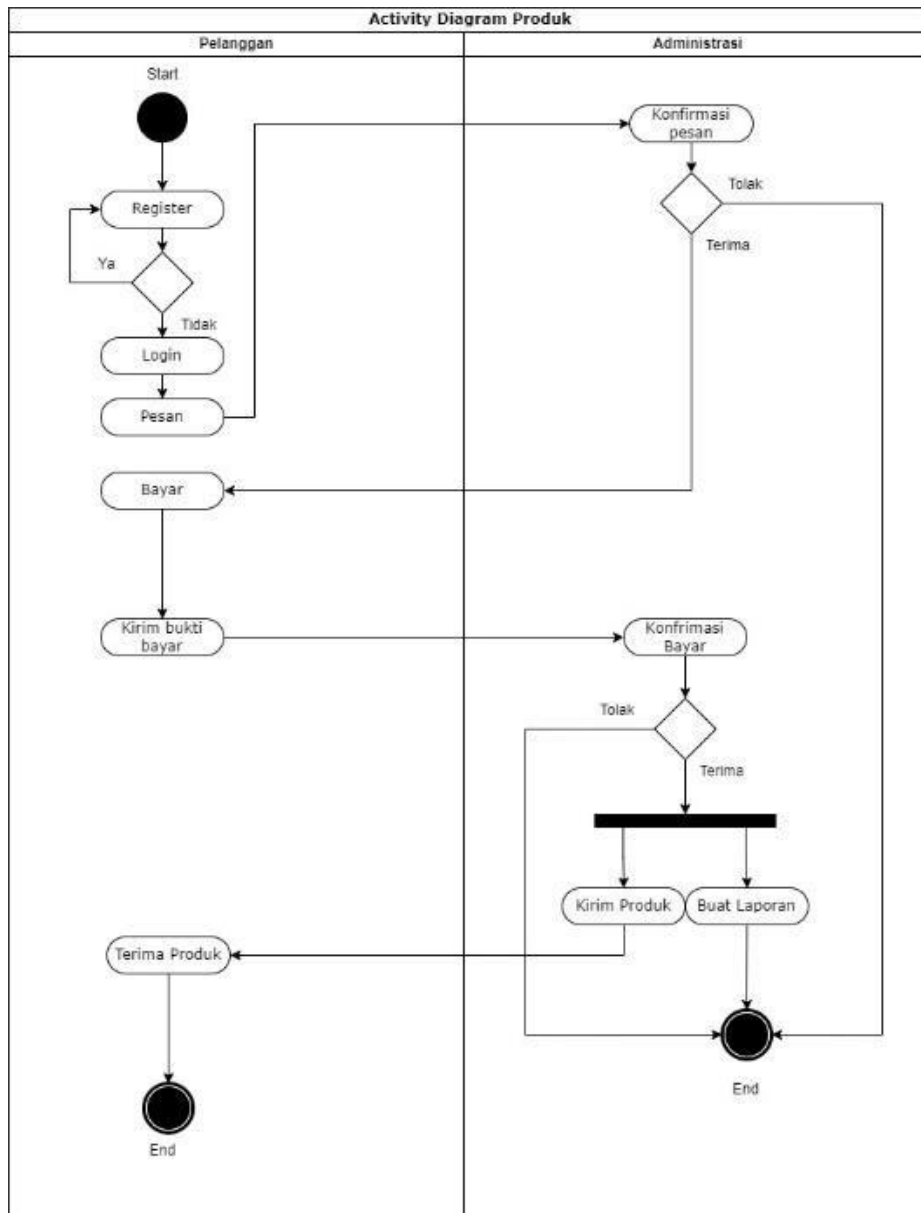 Activity Diagram Produk
Pelanggan
Administrasi
Start
Konfirmasi
pesan
Tolak
Register
Terima
Ya
Tidak
Login
Pesan
Bayar
Kirim bukti
bayar
Konfrimasi
Bayar
Tolak
Terima
Kirim Produk
Buat Laporan
Terima Produk
End
End